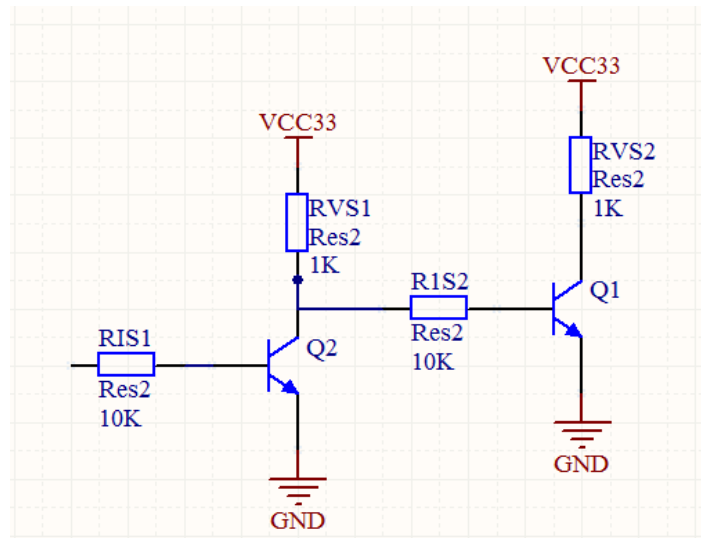 VCC33
VCC33
RVS2
Res2
1K
RVS1
Res2
1K
R1S2
Res2
10K
Q1
RIS1
Res2
10K
Q2
GND
GND